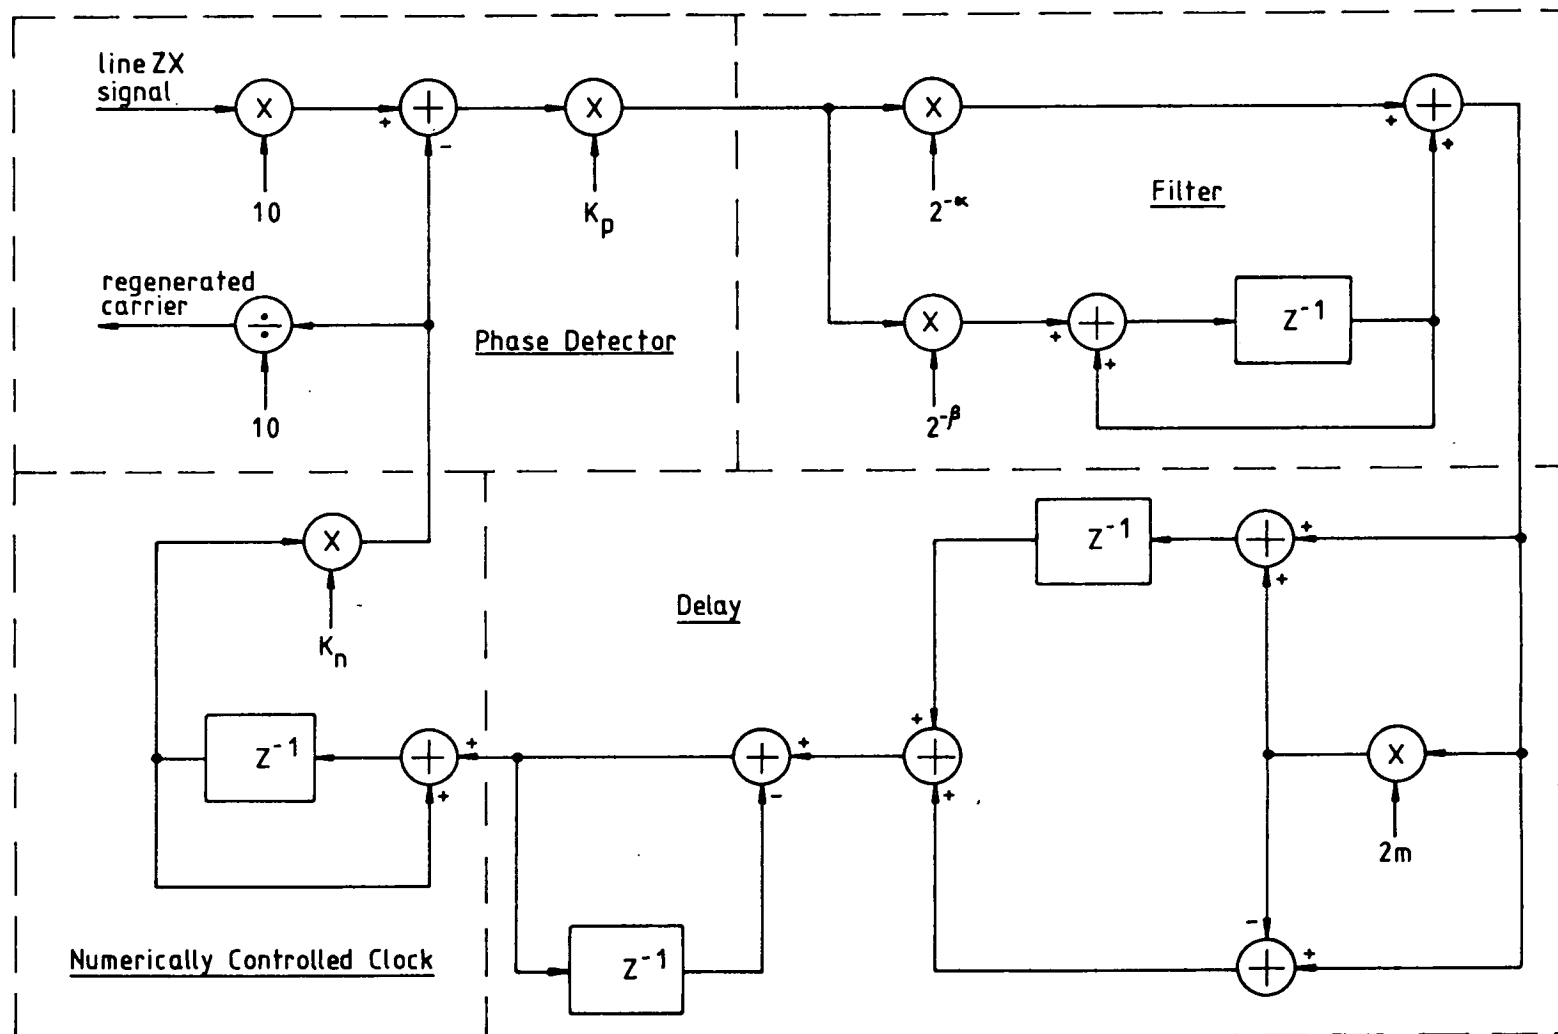 line ZX
signal
X
+
+
-
X
10
K_p
regenerated
carrier
÷
10
Phase Detector
X
2^-α
+
+
+
Filter
X
2^-β
+
+
+
Z^-1
X
K_n
Z^-1
+
+
+
Delay
Z^-1
+
+
+
+
+
-
+
+
+
X
2m
Z^-1
-
+
+
Numerically Controlled Clock